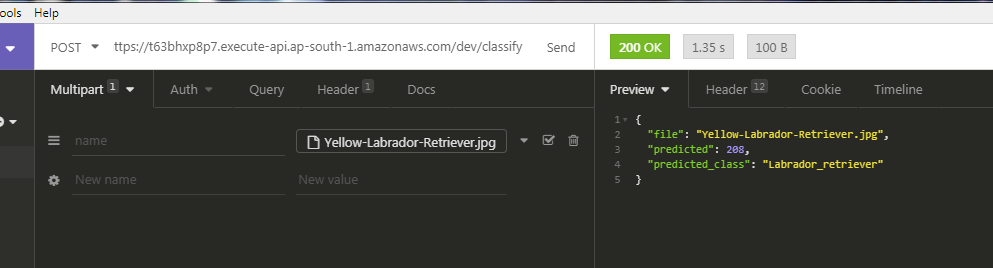 ools Help
POST ttps://t63bhxp8p7.execute-api.ap-south-1.amazonaws.com/dev/classify Send 200 OK 1.35 s 100 B
Multipart 1 Auth Query Header 1 Docs Preview Header 12 Cookie Timeline
name Yellow-Labrador-Retriever.jpg
New name New value
1 {
2 "file": "Yellow-Labrador-Retriever.jpg",
3 "predicted": 208,
4 "predicted_class": "Labrador_retriever"
5 }